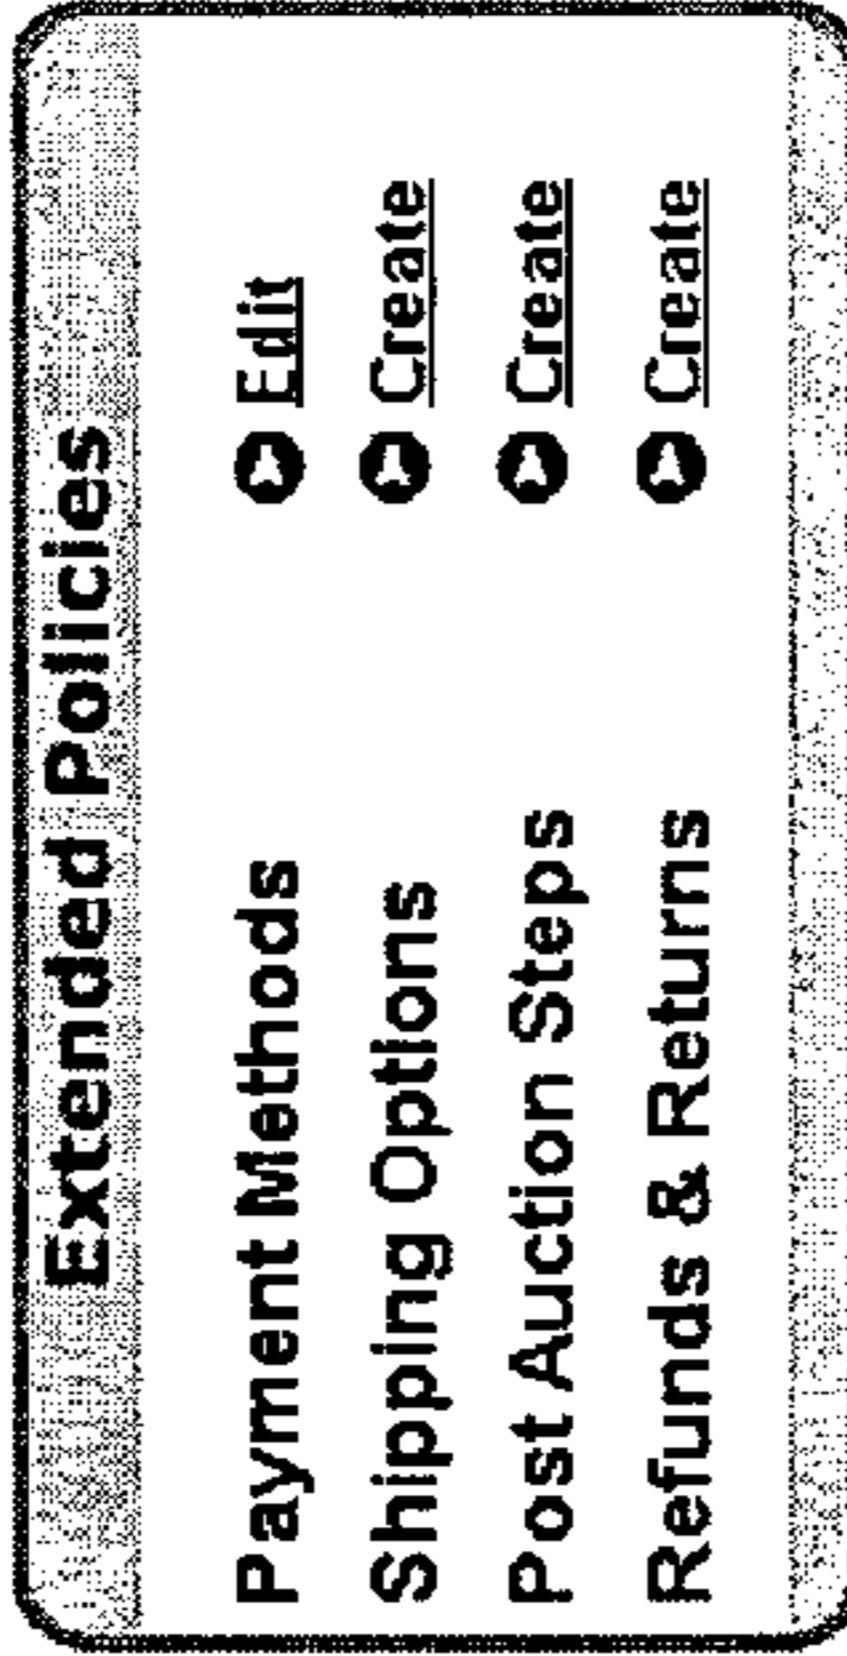 Extended Policies
Payment Methods Edit
Shipping Options Create
Post Auction Steps Create
Refunds & Returns Create